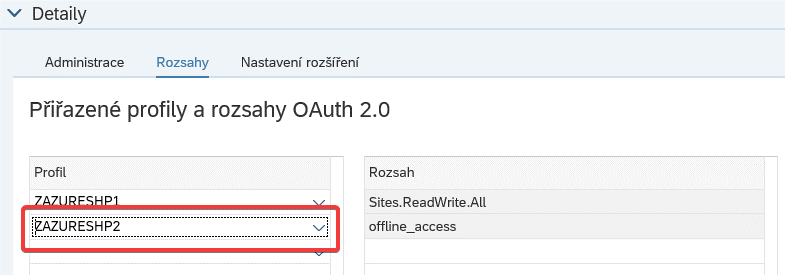 Detaily
Administrace Rozsahy Nastavení rozšíření
Přiřazené profily a rozsahy OAuth 2.0
Profil Rozsah
ZAZURESHP1 Sites.ReadWrite.All
ZAZURESHP2 offline_access